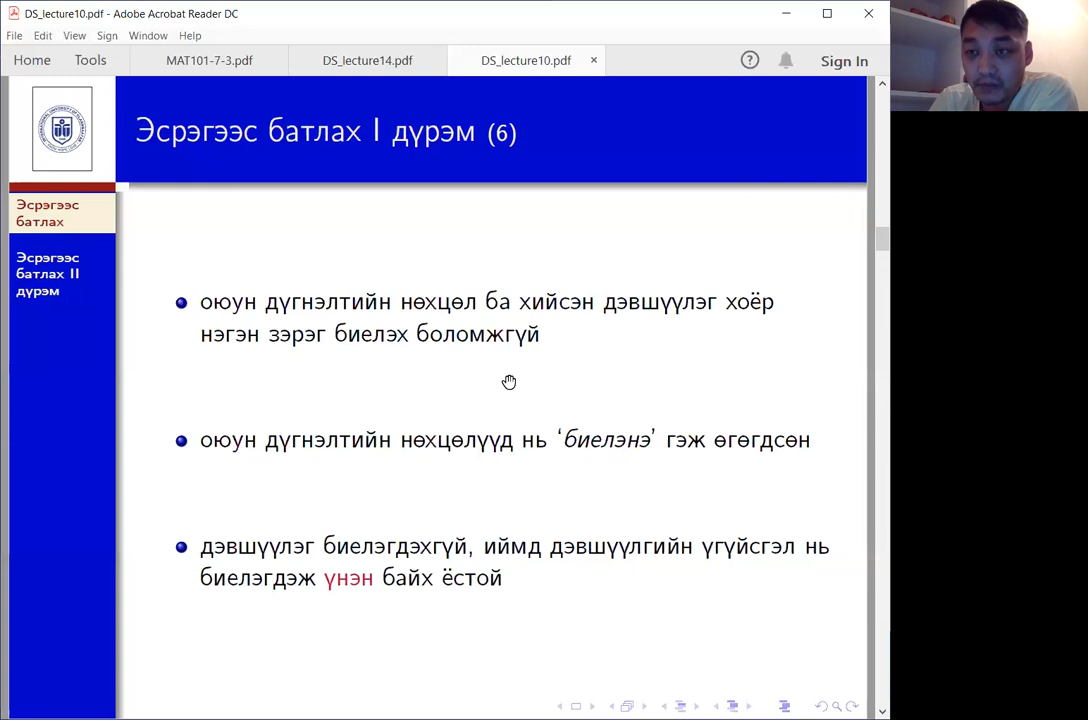 DS_lecture10.pdf - Adobe Acrobat Reader DC
File Edit View Sign Window Help
Home Tools MAT101-7-3.pdf DS_lecture14.pdf DS_lecture10.pdf × Sign In
Эсрэгээс батлах I дүрэм (6)
Эсрэгээс
батлах
Эсрэгээс
батлах II
дүрэм
оюун дүгнэлтийн нөхцөл ба хийсэн дэвшүүлэг хоёр
нэгэн зэрэг биелэх боломжгүй
оюун дүгнэлтийн нөхцөлүүд нь ‘биелэнэ’ гэж өгөгдсөн
дэвшүүлэг биелэгдэхгүй, иймд дэвшүүлгийн үгүйсгэл нь
биелэгдэж үнэн байх ёстой